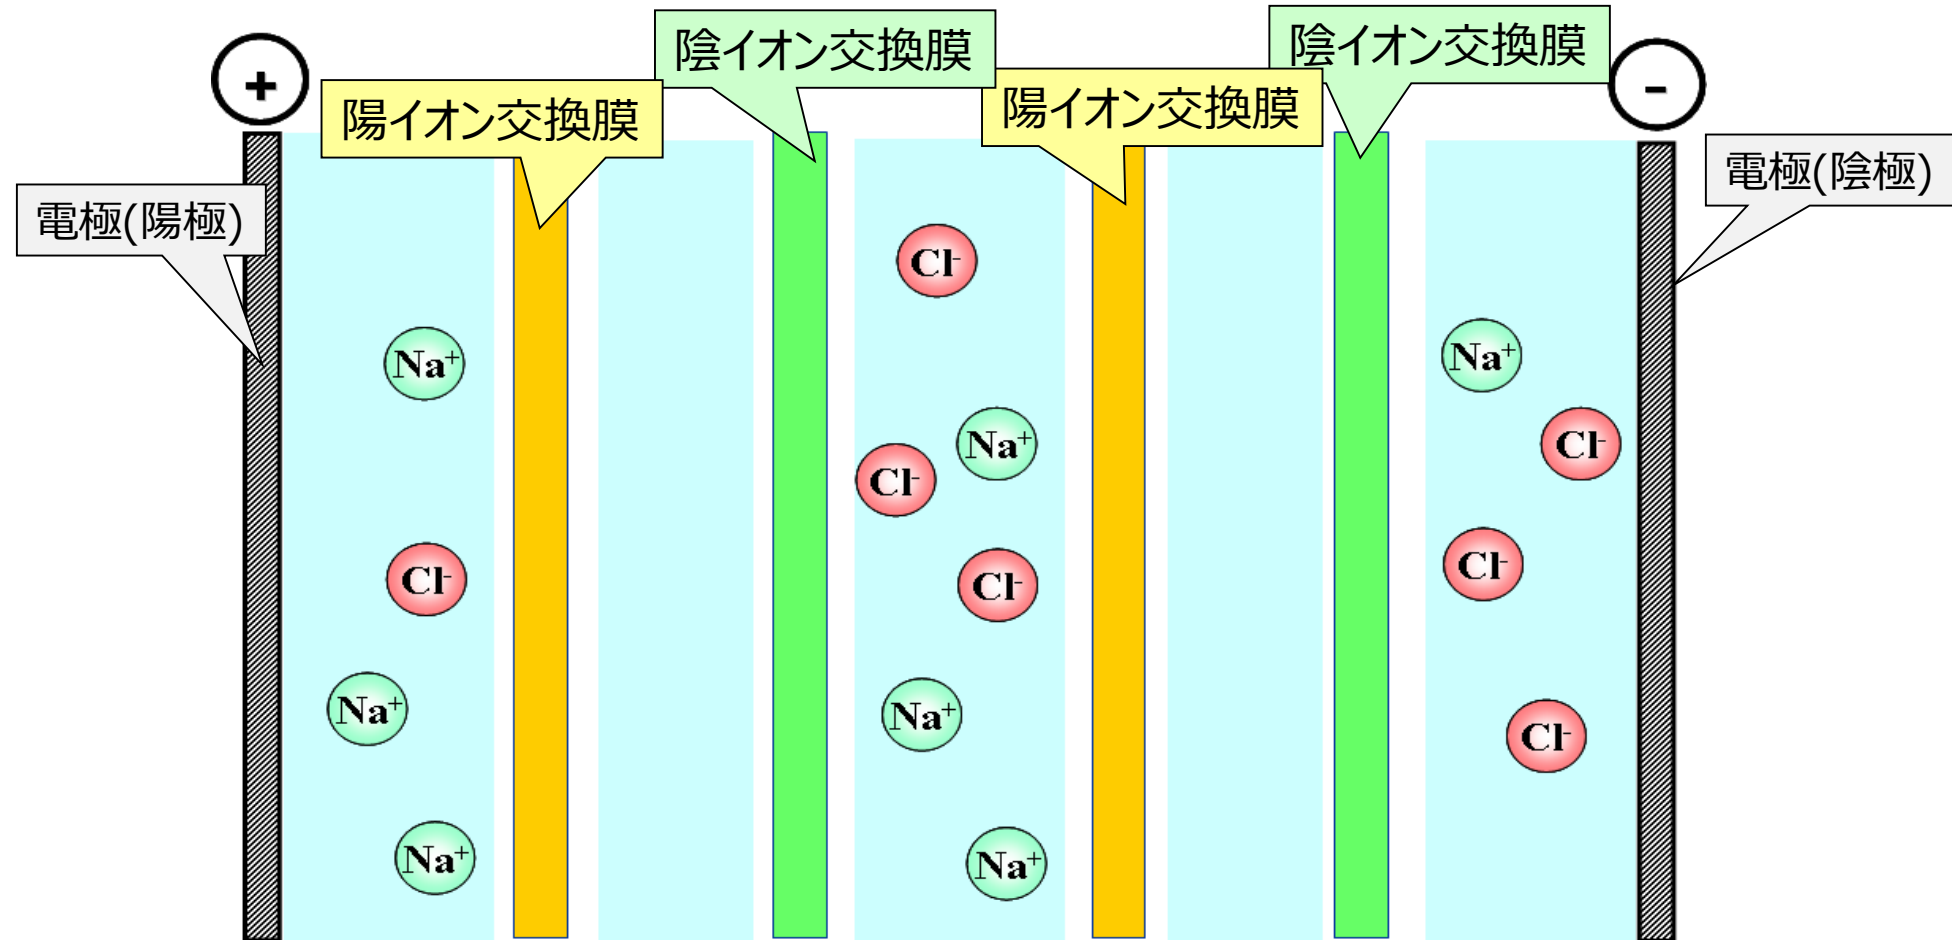 陰イオン交換膜
陰イオン交換膜
+
陽イオン交換膜
陽イオン交換膜
-
電極(陽極)
電極(陰極)
Cl-
Na+
Na+
Na+
Cl-
Cl-
Cl-
Cl-
Cl-
Cl-
Na+
Na+
Cl-
Na+
Na+